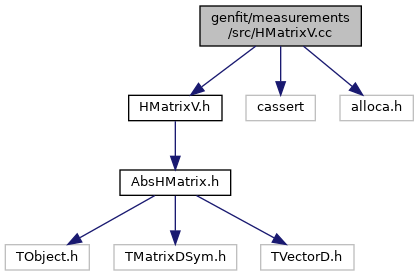 genfit/measurements
/src/HMatrixV.cc
HMatrixV.h
cassert
alloca.h
AbsHMatrix.h
TObject.h
TMatrixDSym.h
TVectorD.h